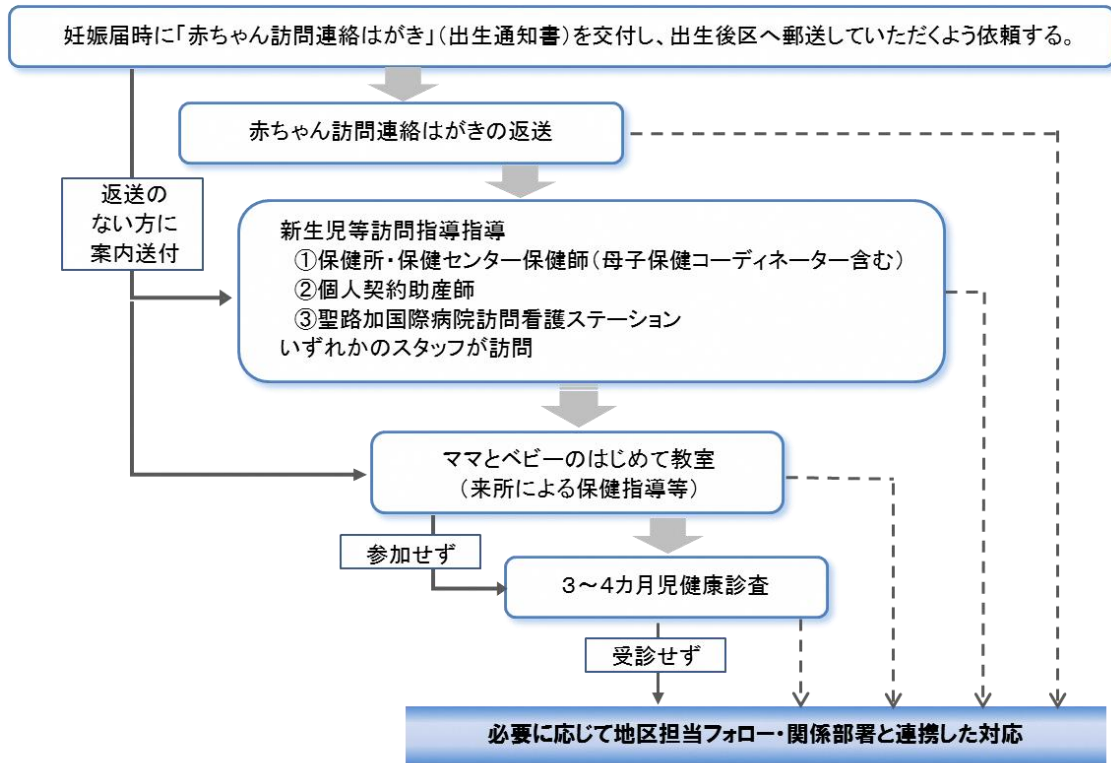 妊娠届時に「赤ちゃん訪問連絡はがき」(出生通知書)を交付し、出生後区へ郵送していただくよう依頼する。
赤ちゃん訪問連絡はがきの返送
返送の
ない方に
案内送付
新生児等訪問指導指導
①保健所・保健センター保健師(母子保健コーディネーター含む)
②個人契約助産師
③聖路加国際病院訪問看護ステーション
いずれかのスタッフが訪問
ママとベビーのはじめて教室
(来所による保健指導等)
参加せず
3~4カ月児健康診査
受診せず
必要に応じて地区担当フォロー・関係部署と連携した対応